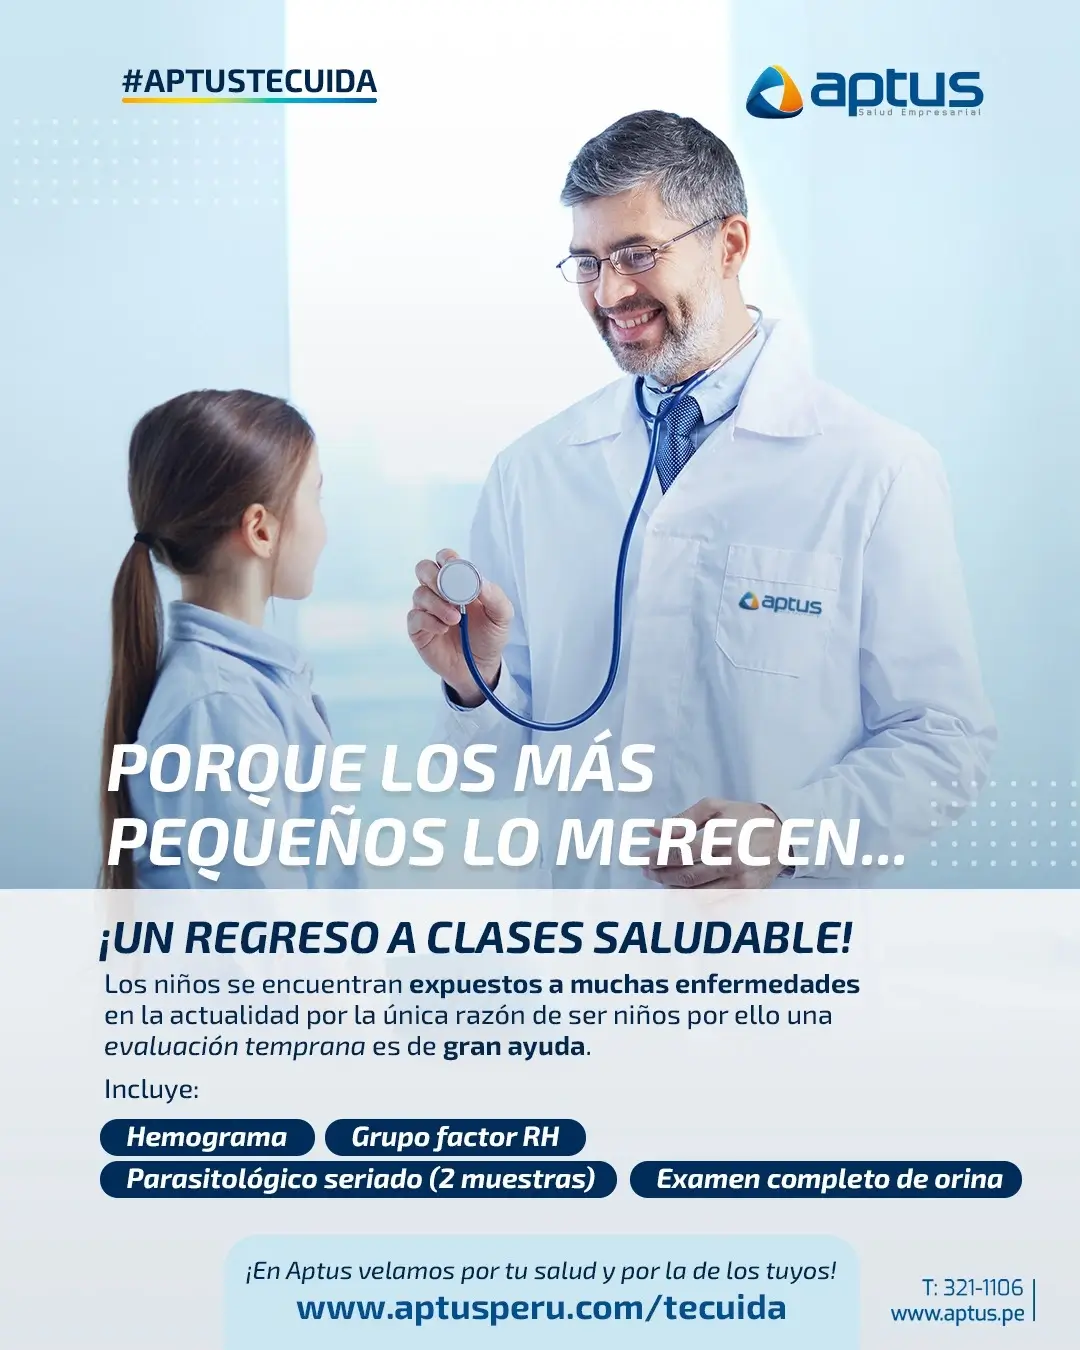 #APTUSTECUIDA
aptus
Salud Empresarial
aptus
PORQUE LOS MÁS
PEQUEÑOS LO MERECEN...
¡UN REGRESO A CLASES SALUDABLE!
Los niños se encuentran expuestos a muchas enfermedades
en la actualidad por la única razón de ser niños por ello una
evaluación temprana es de gran ayuda.
Incluye:
Hemograma
Grupo factor RH
Parasitológico seriado (2 muestras)
Examen completo de orina
¡En Aptus velamos por tu salud y por la de los tuyos!
www.aptusperu.com/tecuida
T: 321-1106
www.aptus.pe